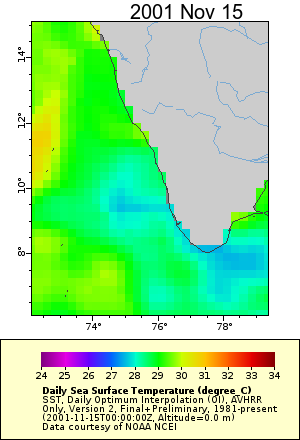 2001 Nov 15
14°
12°
10°
8°
74° 76° 78°
24 25 26 27 28 29 30 31 32 33 34
Daily Sea Surface Temperature (degree_C)
SST, Daily Optimum Interpolation (OI), AVHRR
Only, Version 2, Final+Preliminary, 1981-present
(2001-11-15T00:00:00Z, Altitude=0.0 m)
Data courtesy of NOAA NCEI